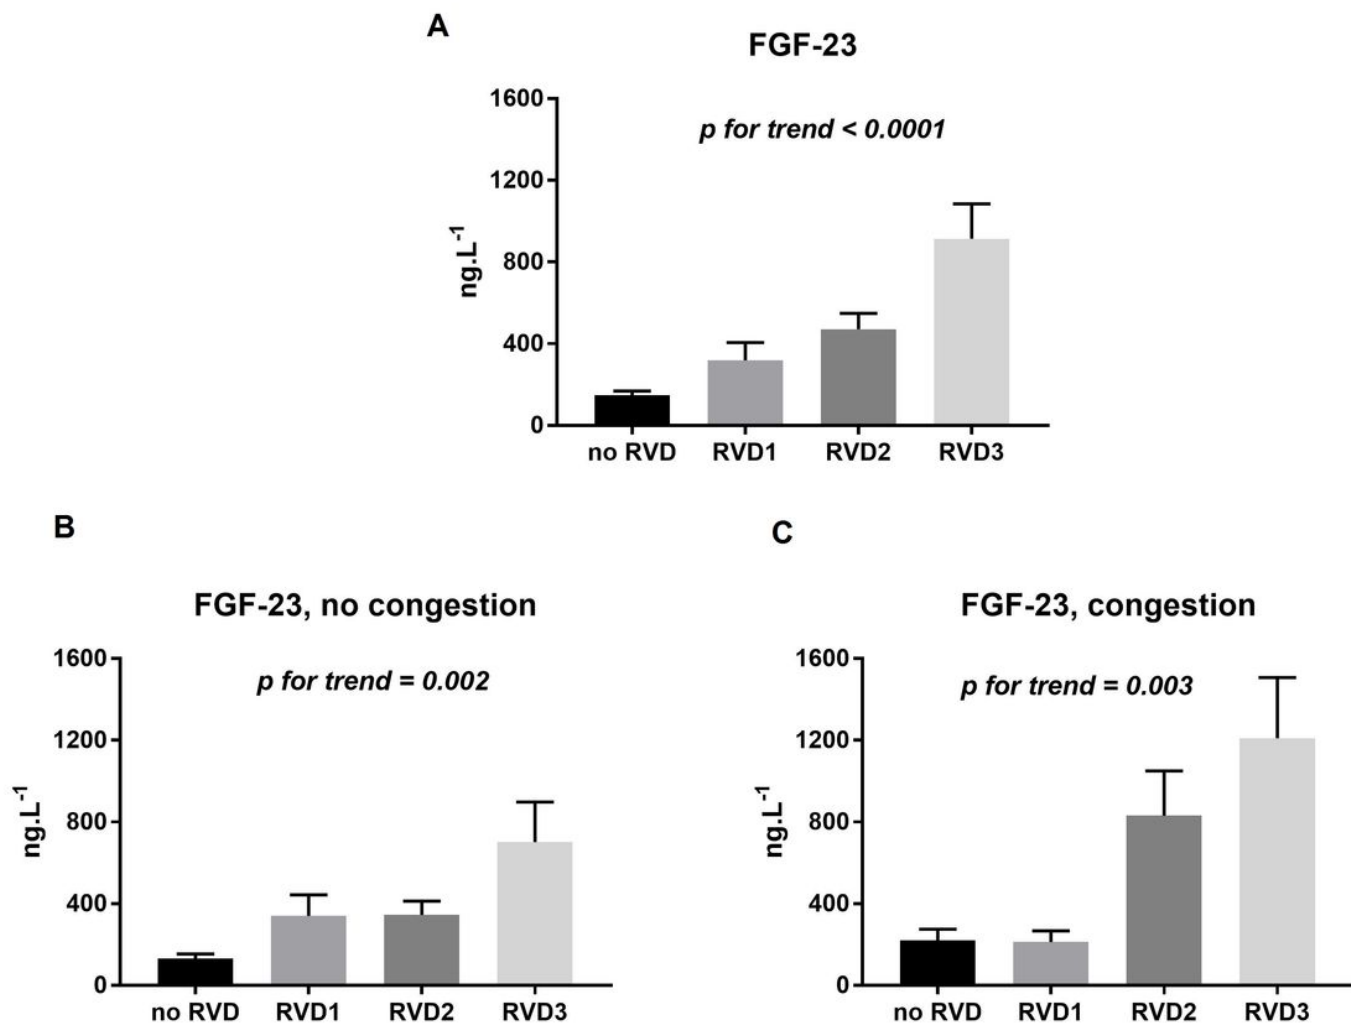 A
FGF-23
p for trend < 0.0001
1600
1200
800
400
0
ng.L⁻¹
no RVD RVD1 RVD2 RVD3
B
FGF-23, no congestion
p for trend = 0.002
1600
1200
800
400
0
ng.L⁻¹
no RVD RVD1 RVD2 RVD3
C
FGF-23, congestion
p for trend = 0.003
1600
1200
800
400
0
ng.L⁻¹
no RVD RVD1 RVD2 RVD3